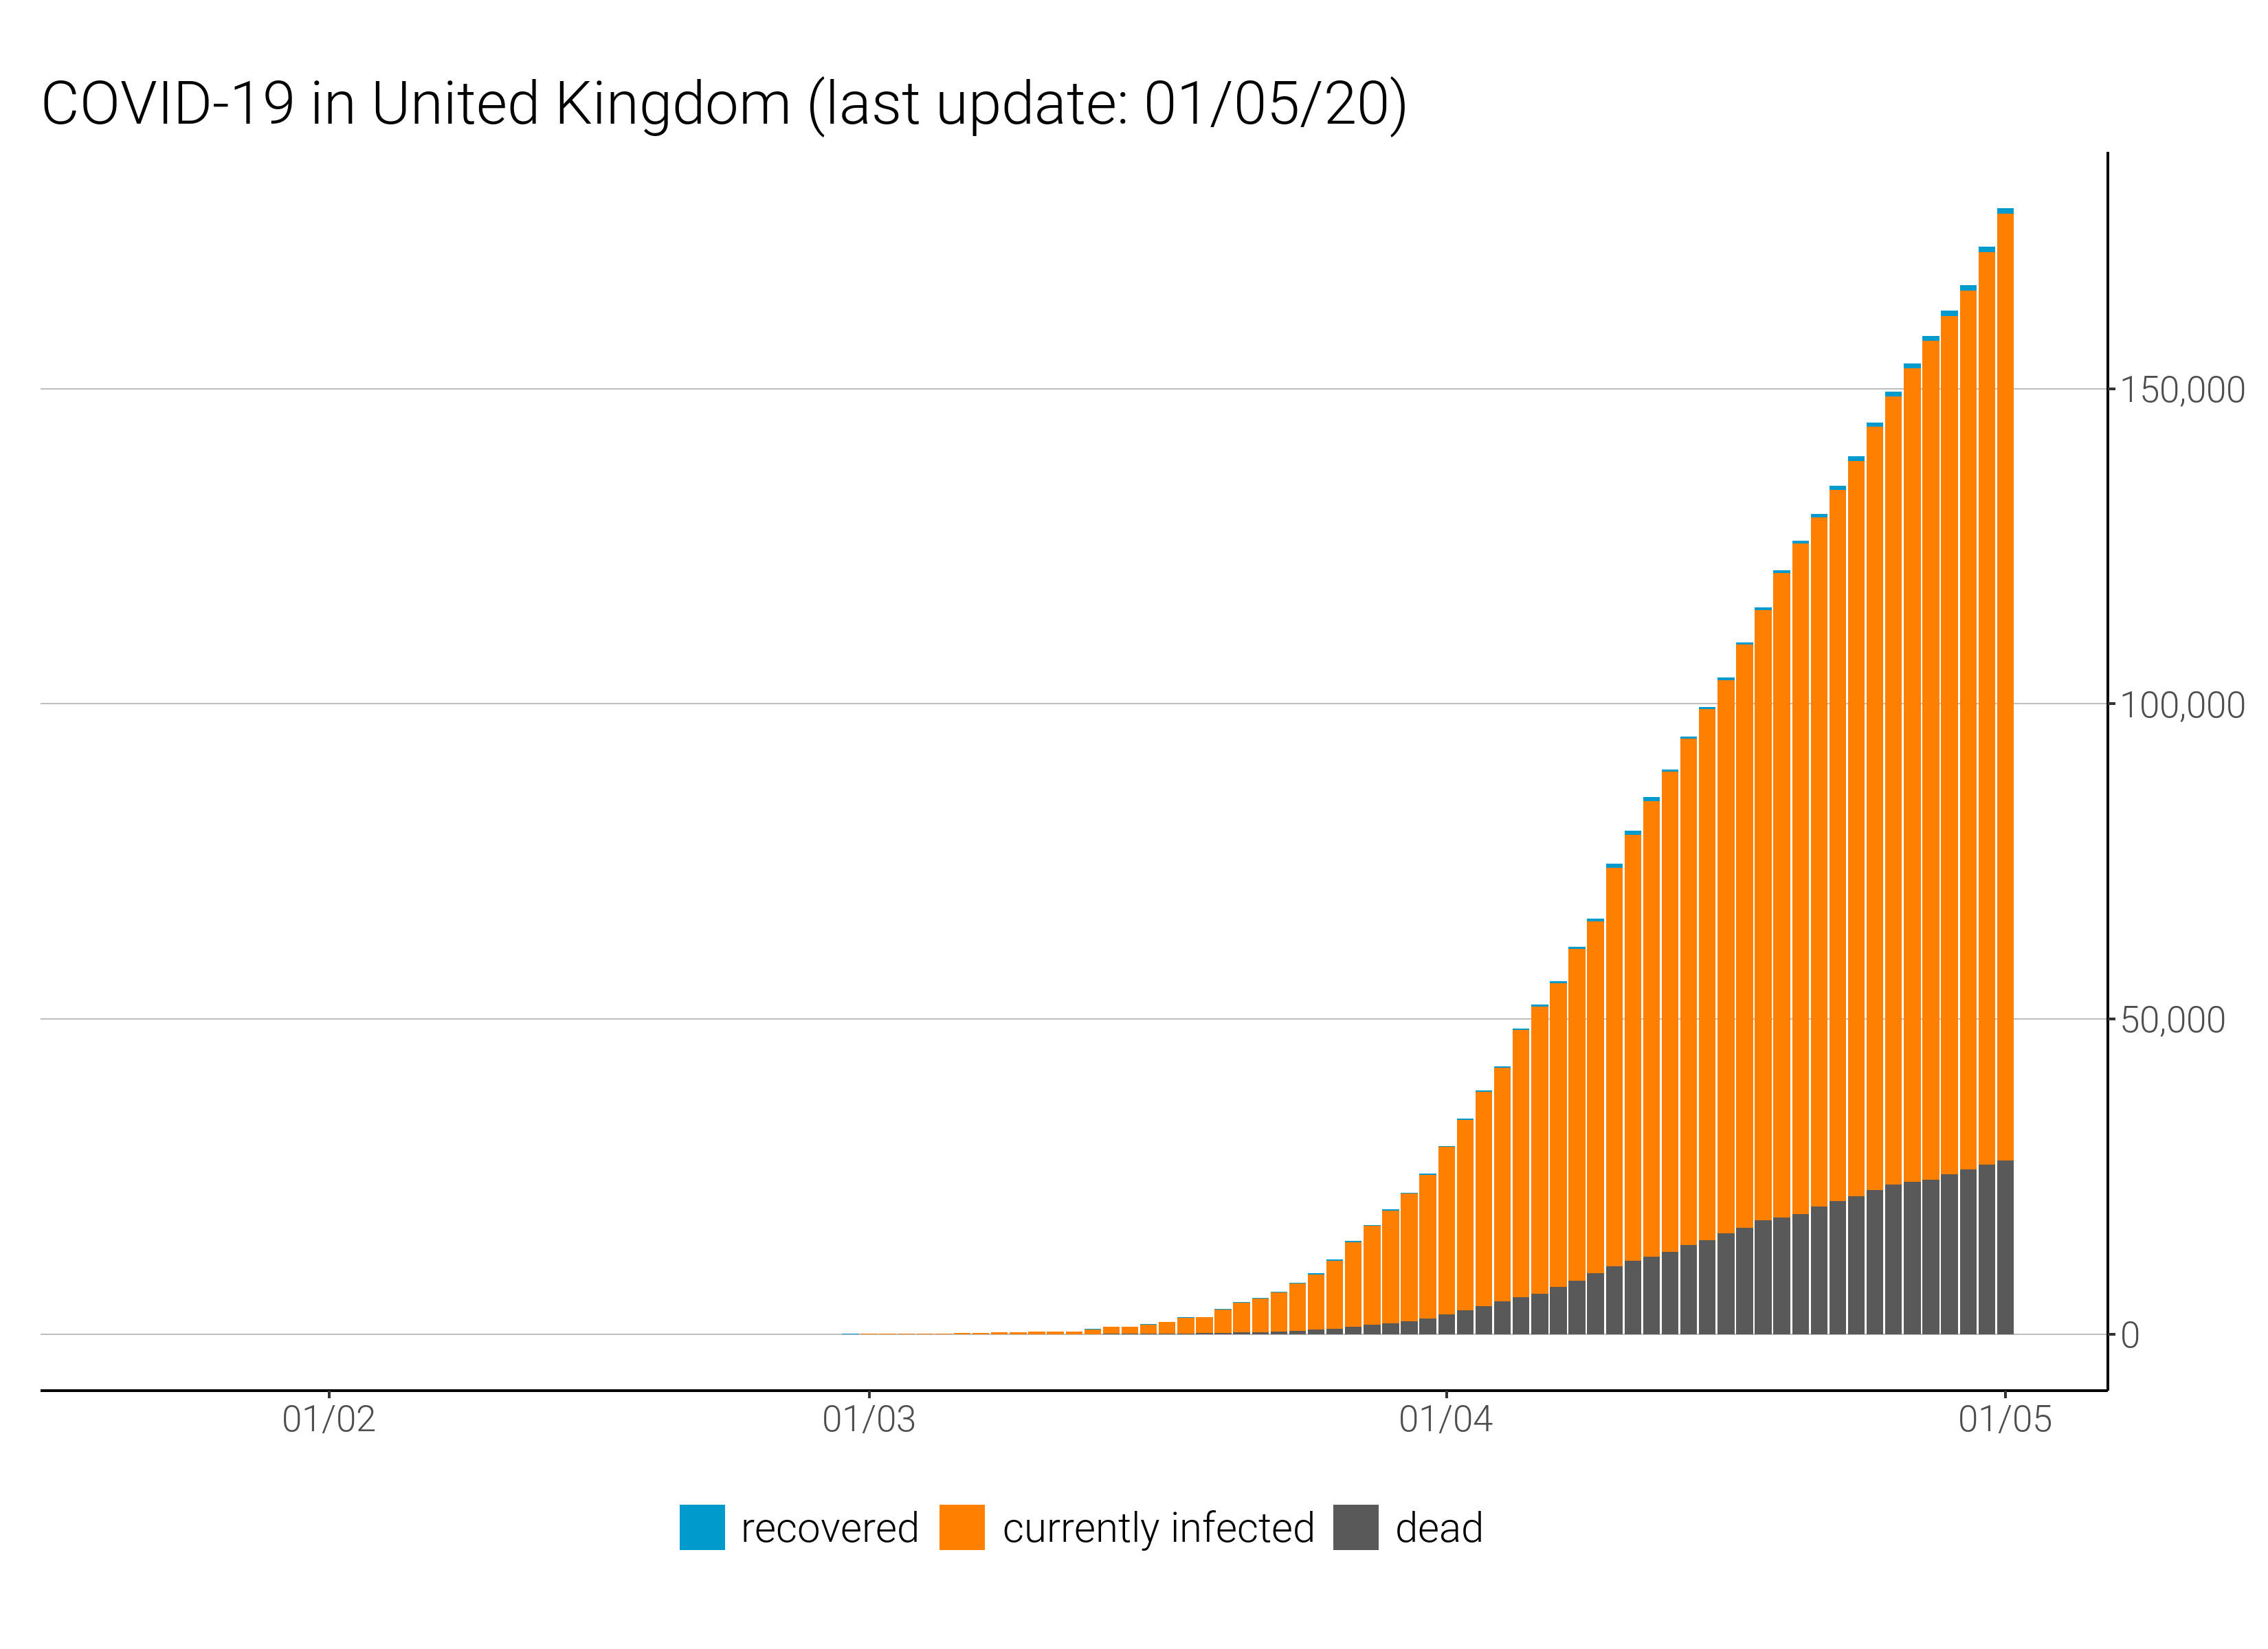 COVID-19 in United Kingdom (last update: 01/05/20)
150,000
100,000
50,000
0
01/02 01/03 01/04 01/05
recovered currently infected dead